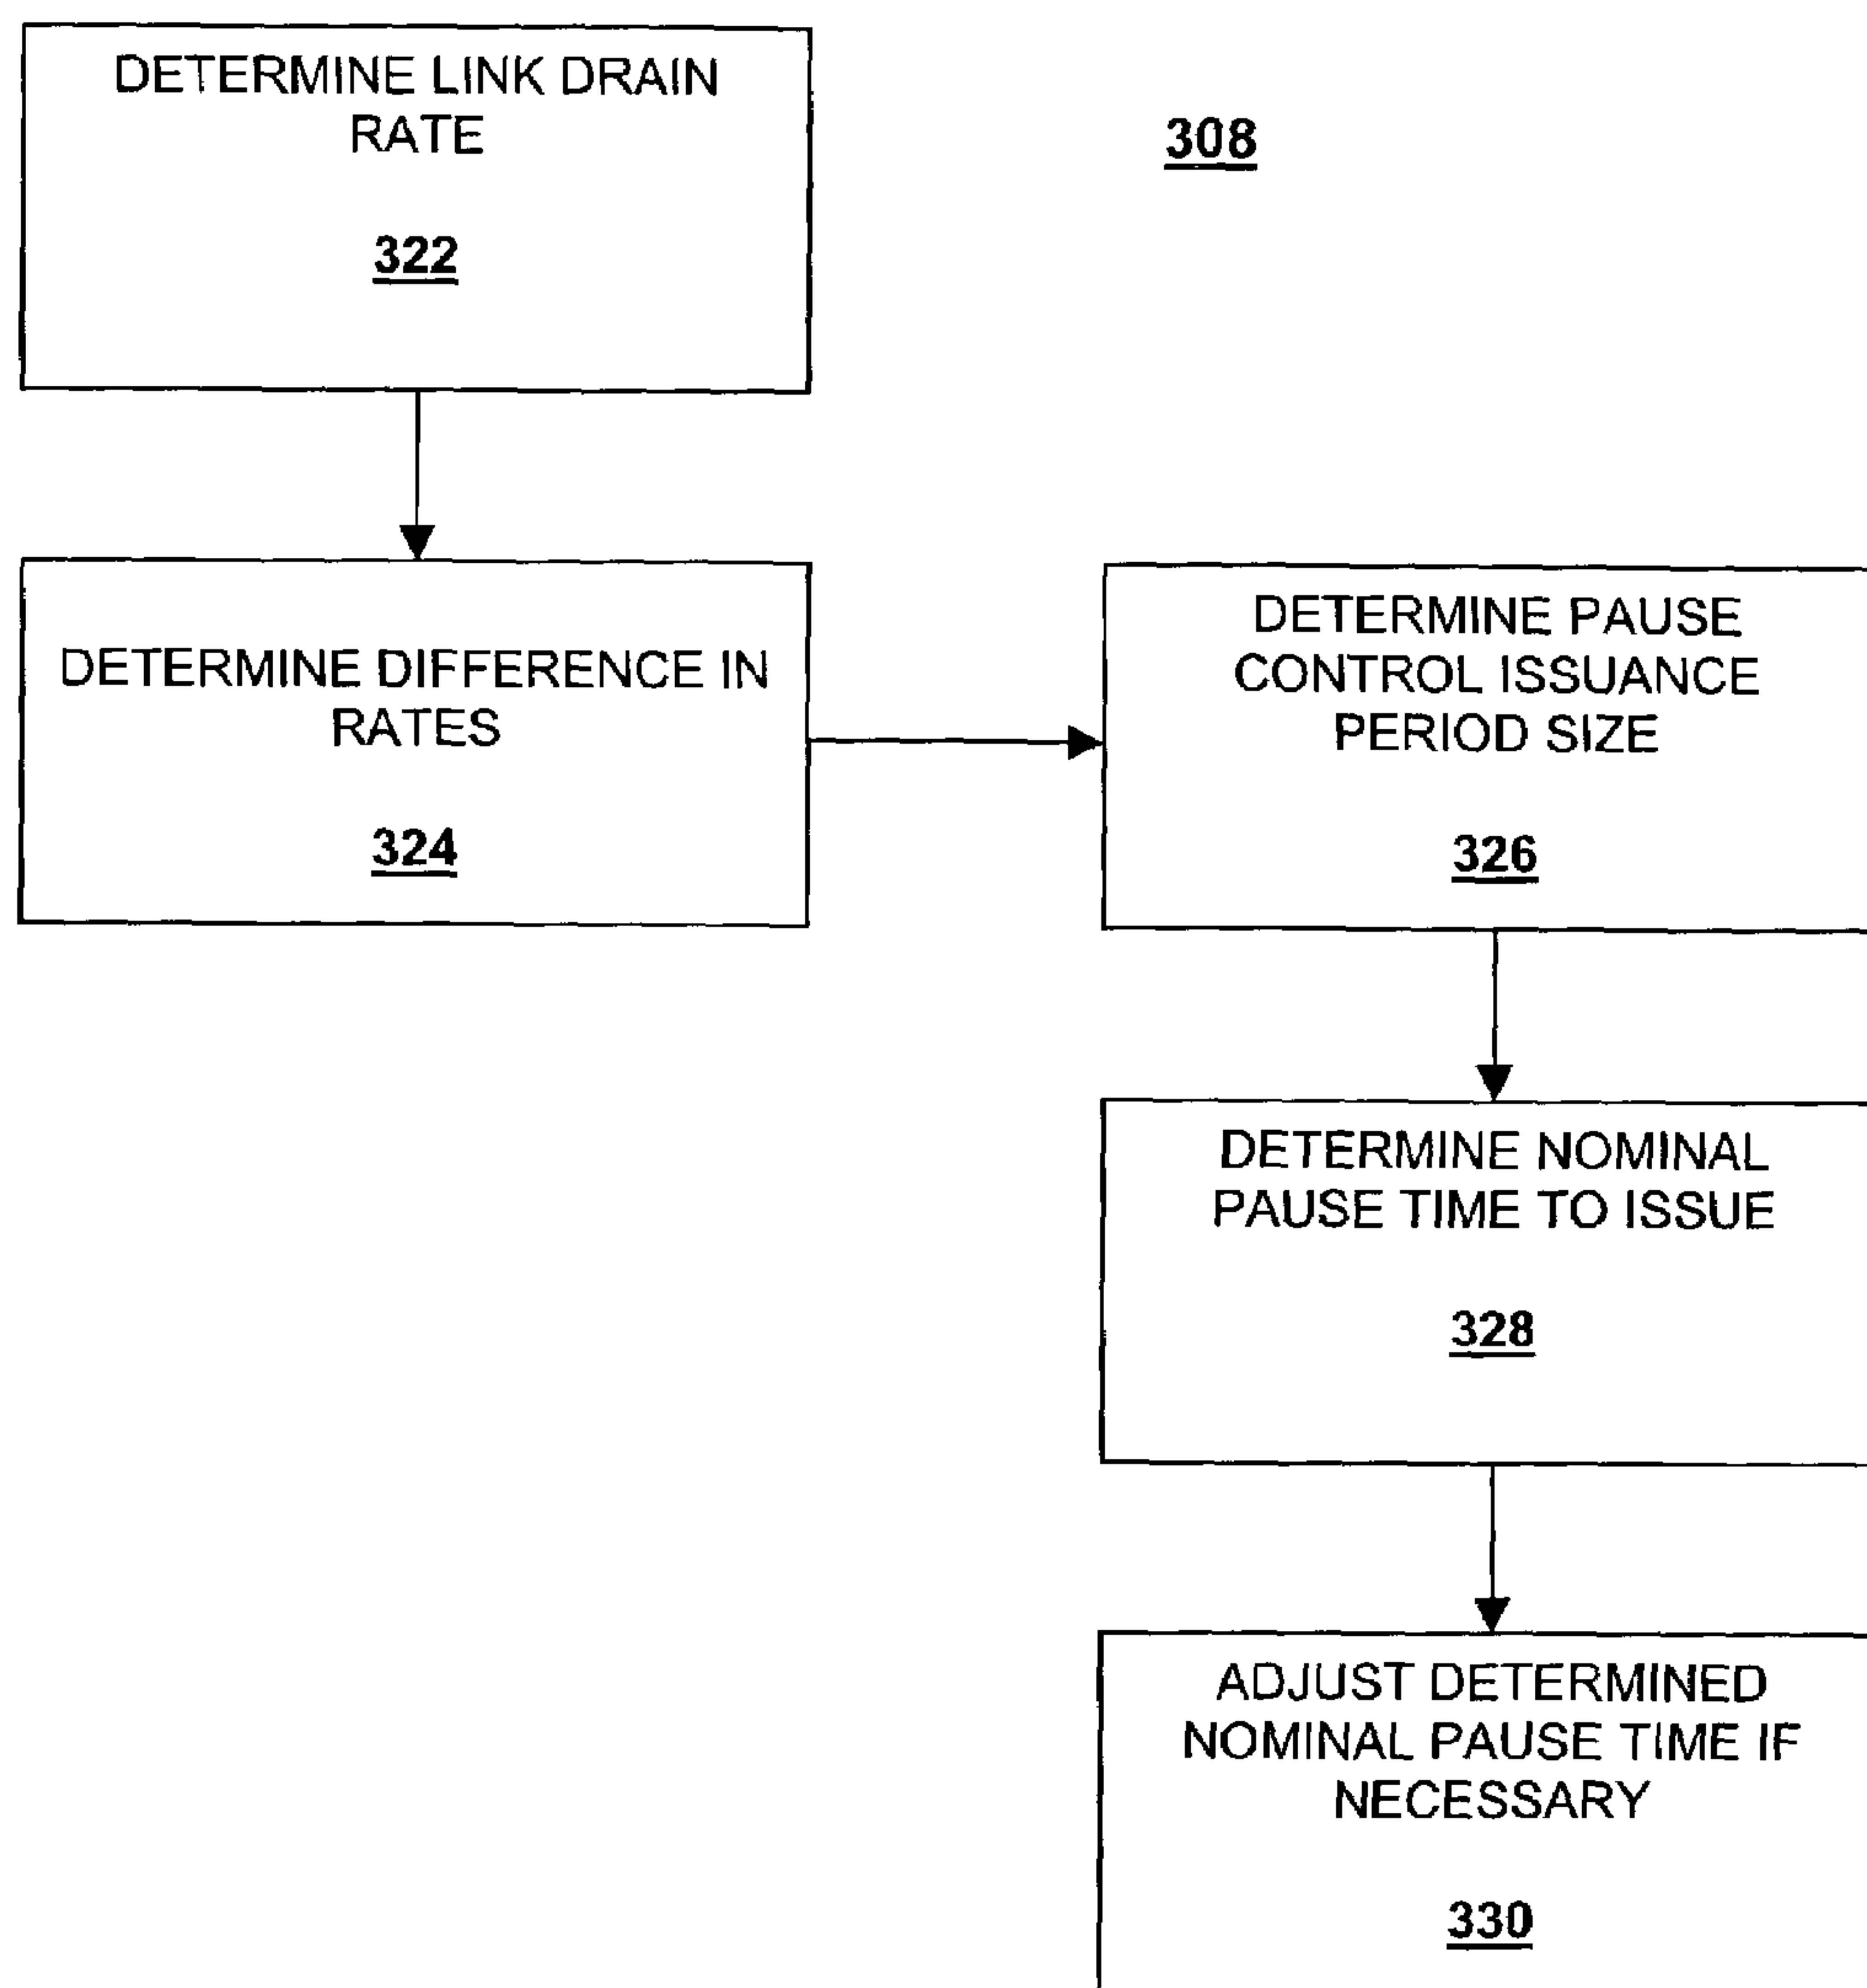 DETERMINE LINK DRAIN
RATE
322
308
DETERMINE DIFFERENCE IN
RATES
324
DETERMINE PAUSE
CONTROL ISSUANCE
PERIOD SIZE
326
DETERMINE NOMINAL
PAUSE TIME TO ISSUE
328
ADJUST DETERMINED
NOMINAL PAUSE TIME IF
NECESSARY
330